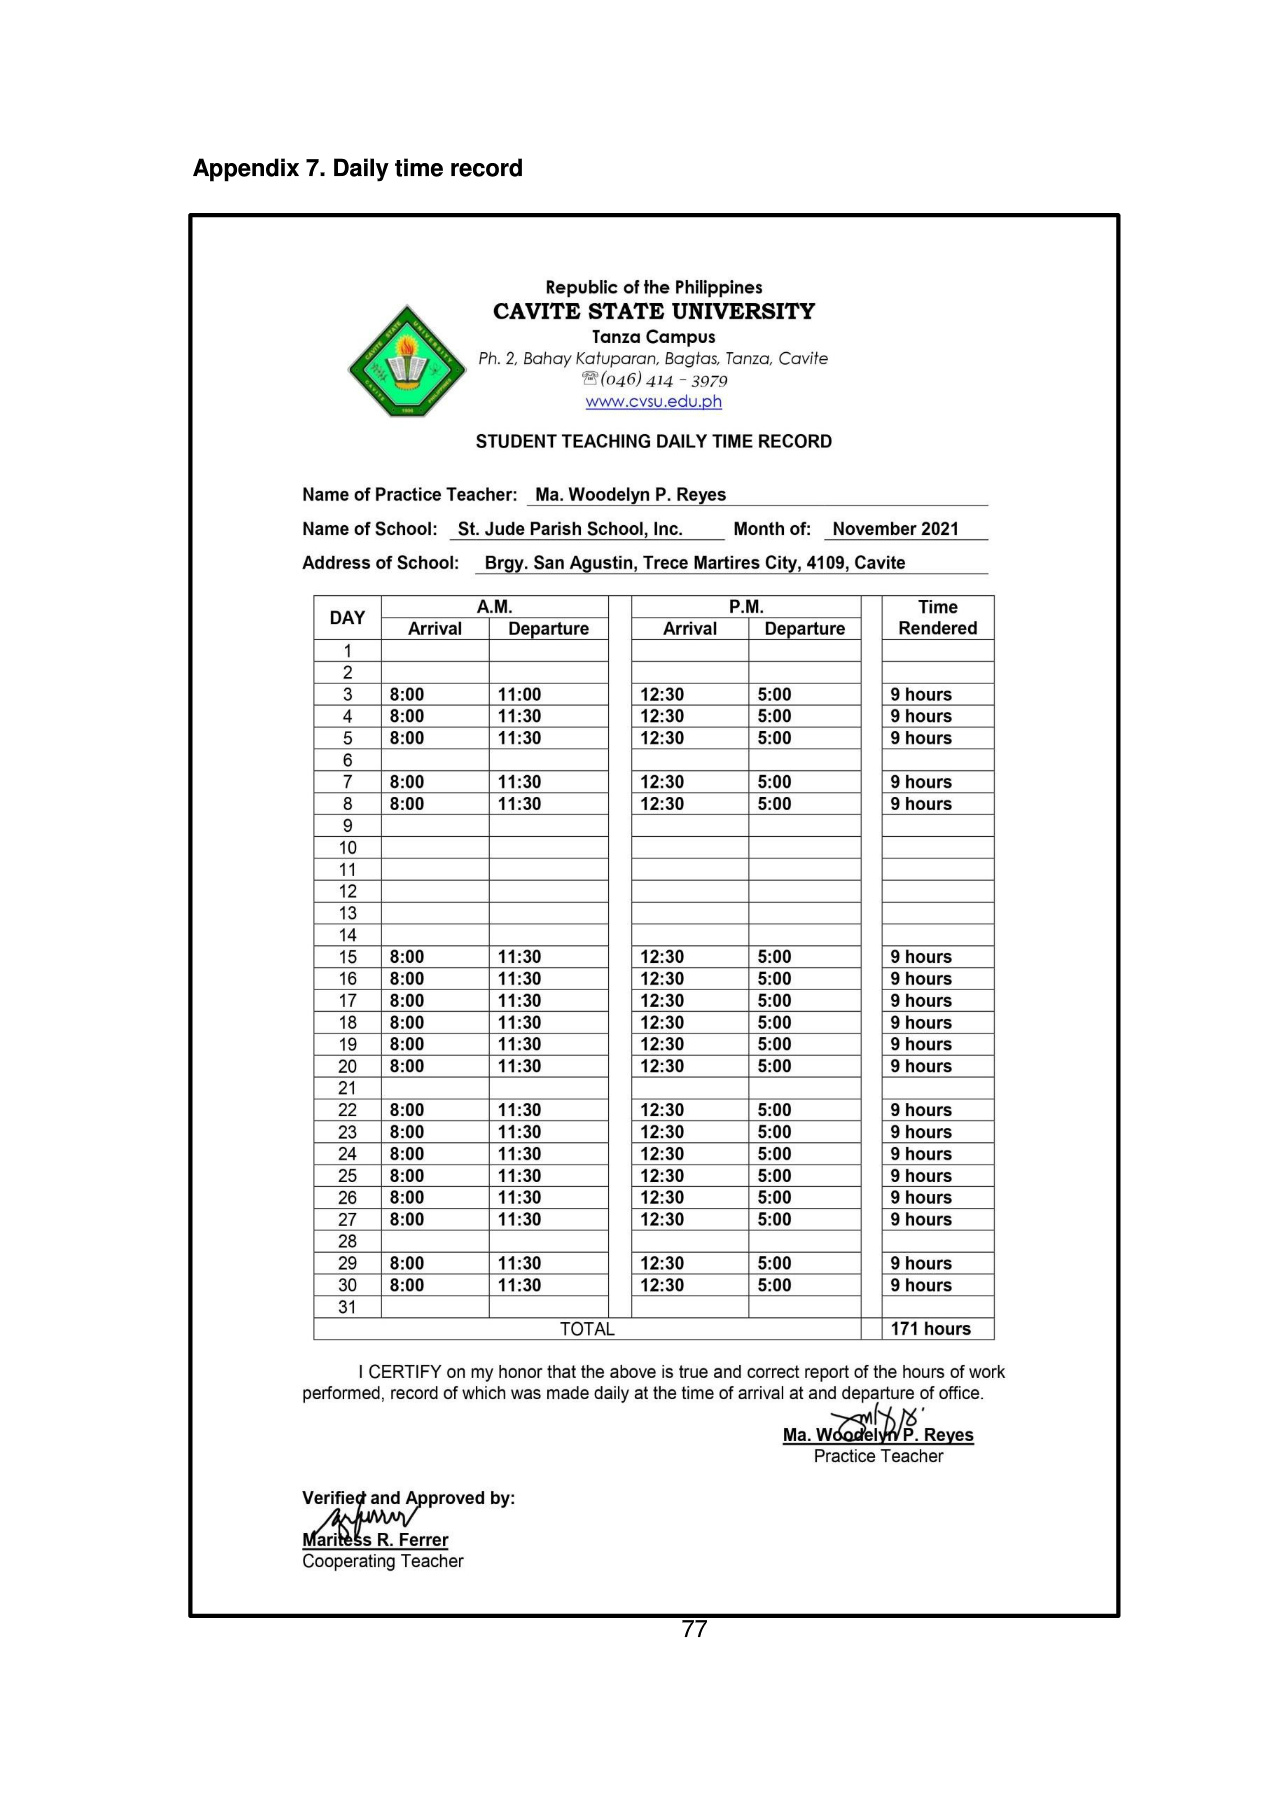 Appendix 7. Daily time record
Republic of the Philippines
CAVITE STATE UNIVERSITY
Tanza Campus
Ph. 2, Bahay Katuparan, Bagtas, Tanza, Cavite
☏(046) 414 - 3979
www.cvsu.edu.ph
CAVITE STATE UNIVERSITY
CAVITE PHILIPPINES
1906
STUDENT TEACHING DAILY TIME RECORD
Name of Practice Teacher: Ma. Woodelyn P. Reyes
Name of School: St. Jude Parish School, Inc. Month of: November 2021
Address of School: Brgy. San Agustin, Trece Martires City, 4109, Cavite
DAY A.M. P.M. Time Rendered
Arrival Departure Arrival Departure
1
2
3 8:00 11:00 12:30 5:00 9 hours
4 8:00 11:30 12:30 5:00 9 hours
5 8:00 11:30 12:30 5:00 9 hours
6
7 8:00 11:30 12:30 5:00 9 hours
8 8:00 11:30 12:30 5:00 9 hours
9
10
11
12
13
14
15 8:00 11:30 12:30 5:00 9 hours
16 8:00 11:30 12:30 5:00 9 hours
17 8:00 11:30 12:30 5:00 9 hours
18 8:00 11:30 12:30 5:00 9 hours
19 8:00 11:30 12:30 5:00 9 hours
20 8:00 11:30 12:30 5:00 9 hours
21
22 8:00 11:30 12:30 5:00 9 hours
23 8:00 11:30 12:30 5:00 9 hours
24 8:00 11:30 12:30 5:00 9 hours
25 8:00 11:30 12:30 5:00 9 hours
26 8:00 11:30 12:30 5:00 9 hours
27 8:00 11:30 12:30 5:00 9 hours
28
29 8:00 11:30 12:30 5:00 9 hours
30 8:00 11:30 12:30 5:00 9 hours
31
TOTAL 171 hours
I CERTIFY on my honor that the above is true and correct report of the hours of work
performed, record of which was made daily at the time of arrival at and departure of office.
Ma. Woodelyn P. Reyes
Practice Teacher
Verified and Approved by:
Maritess R. Ferrer
Cooperating Teacher
77